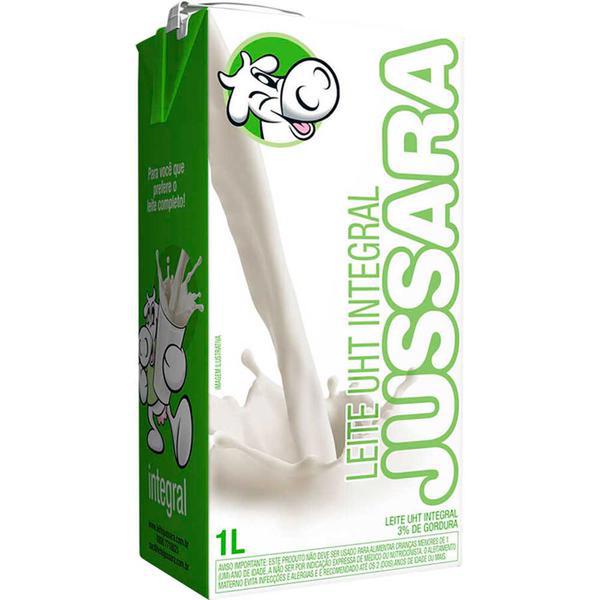 Para você que
prefere o
leite completo!
integral
IMAGEM ILUSTRATIVA
LEITE UHT INTEGRAL
JUSSARA
LEITE UHT INTEGRAL
3% DE GORDURA
1L
AVISO IMPORTANTE: ESTE PRODUTO NÃO DEVE SER USADO PARA ALIMENTAR CRIANÇAS MENORES DE 1
(UM) ANO DE IDADE, A NÃO SER POR INDICAÇÃO EXPRESSA DE MÉDICO OU NUTRICIONISTA. O ALEITAMENTO
MATERNO EVITA INFECÇÕES E ALERGIAS E É RECOMENDADO ATÉ OS 2 (DOIS) ANOS DE IDADE OU MAIS.